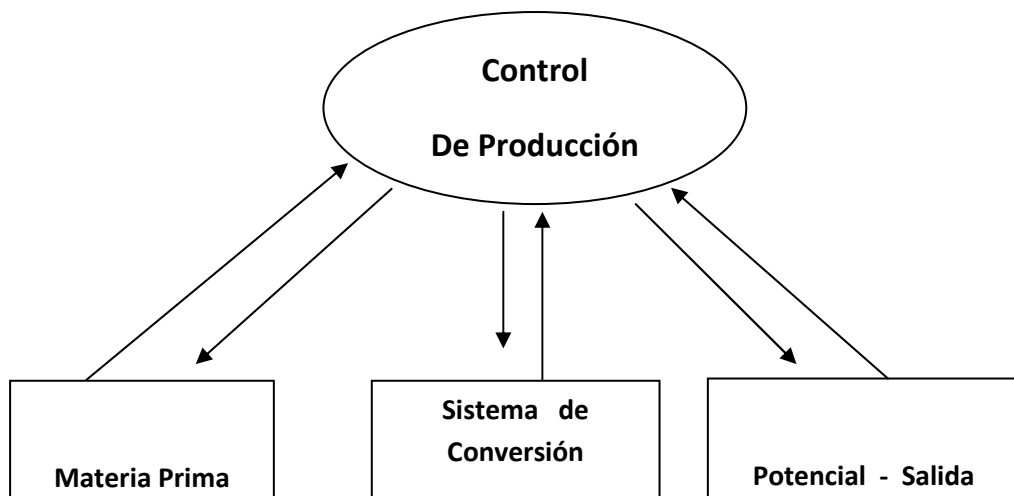 Control
De Producción
Sistema de
Conversión
Materia Prima
Potencial - Salida